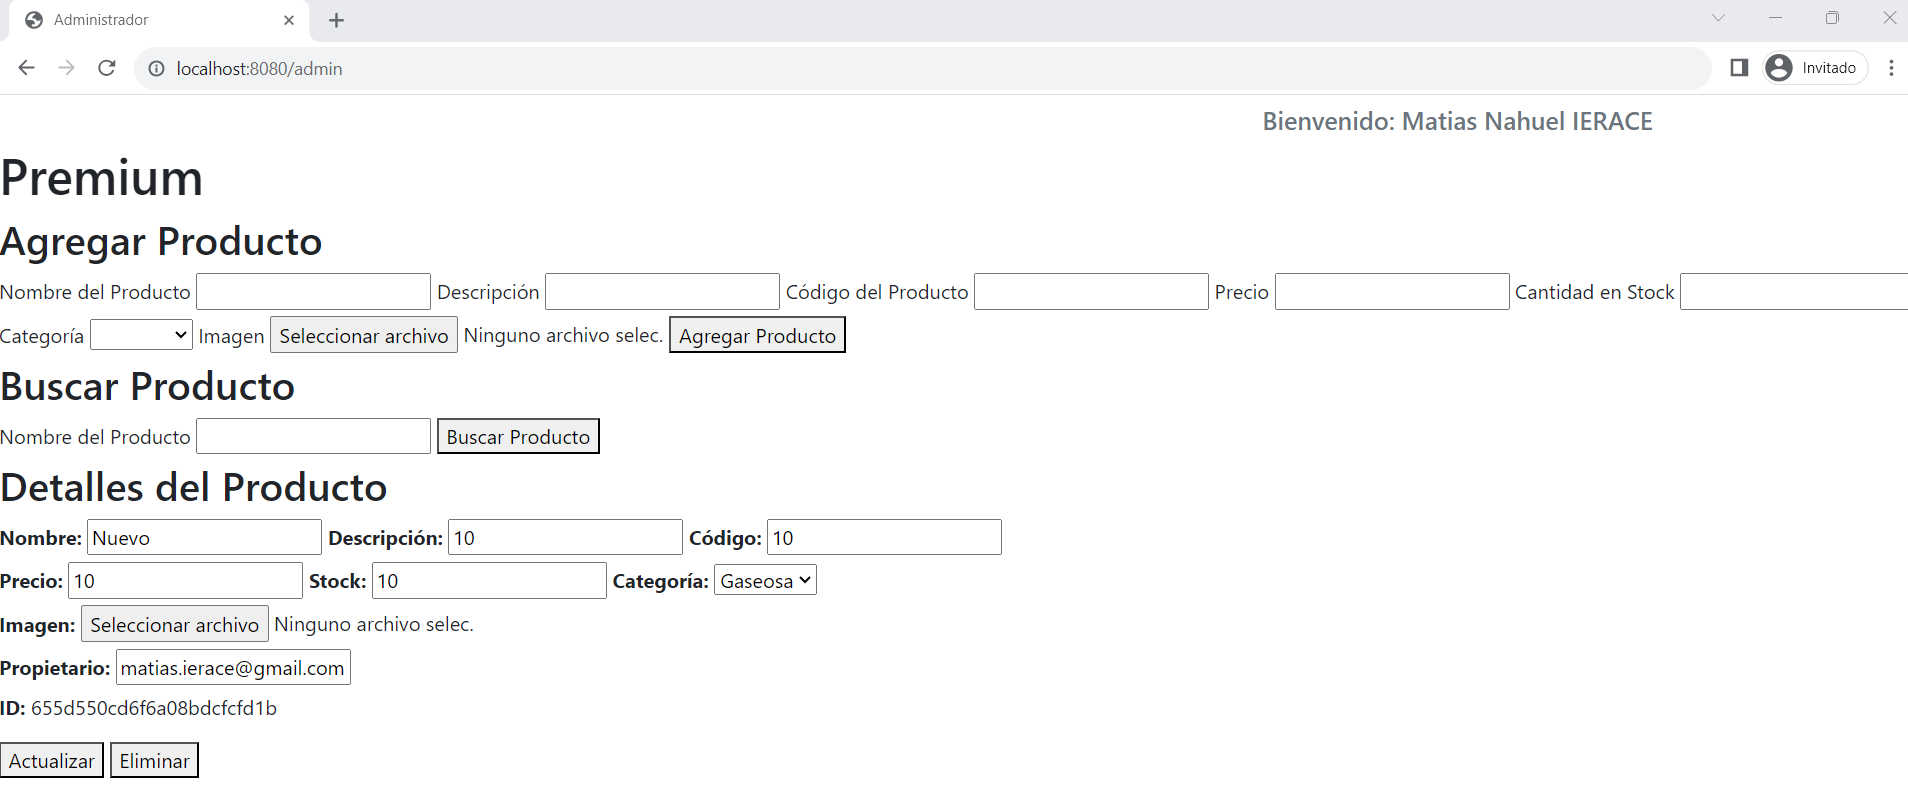 Administrador
localhost:8080/admin
Invitado
Bienvenido: Matias Nahuel IERACE
Premium
Agregar Producto
Nombre del Producto Descripción Código del Producto Precio Cantidad en Stock
Categoría Imagen Seleccionar archivo Ninguno archivo selec. Agregar Producto
Buscar Producto
Nombre del Producto Buscar Producto
Detalles del Producto
Nombre: Nuevo Descripción: 10 Código: 10
Precio: 10 Stock: 10 Categoría: Gaseosa
Imagen: Seleccionar archivo Ninguno archivo selec.
Propietario: matias.ierace@gmail.com
ID: 655d550cd6f6a08bdcfcfd1b
Actualizar Eliminar